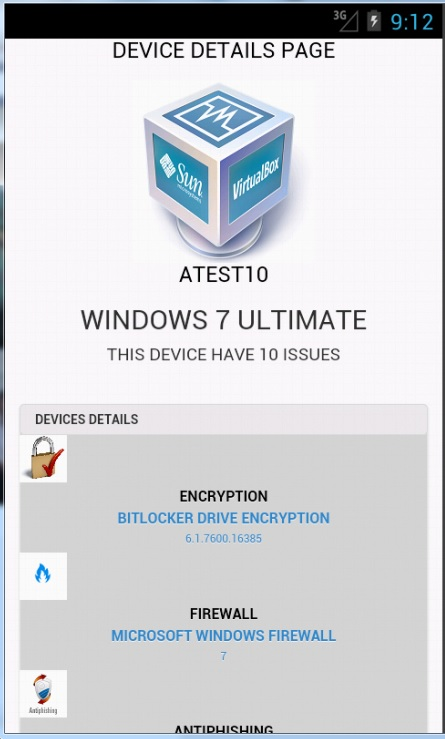 3G 9:12
DEVICE DETAILS PAGE
Sun
microsystems
VirtualBox
ATEST10
WINDOWS 7 ULTIMATE
THIS DEVICE HAVE 10 ISSUES
DEVICES DETAILS
ENCRYPTION
BITLOCKER DRIVE ENCRYPTION
6.1.7600.16385
FIREWALL
MICROSOFT WINDOWS FIREWALL
7
Antiphishing
ANTIPHISHING